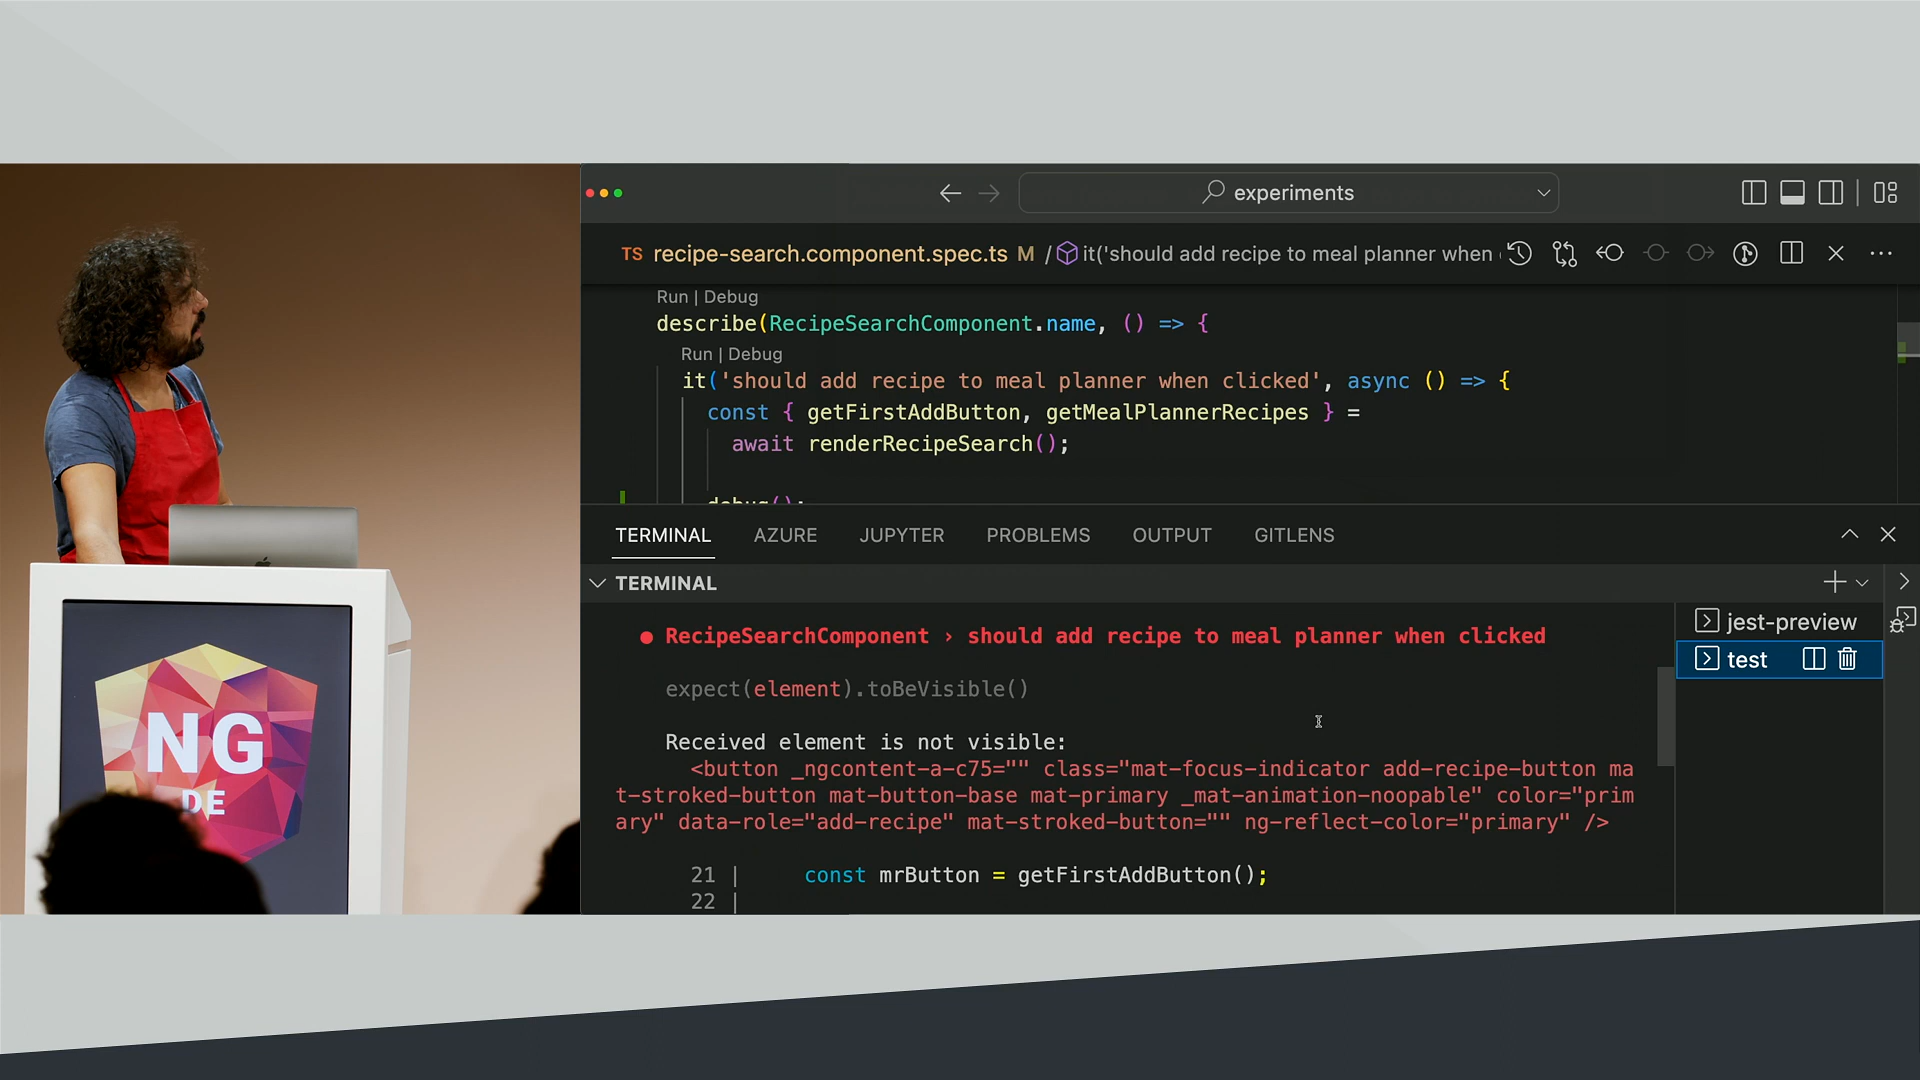 experiments
TS recipe-search.component.spec.ts M / it('should add recipe to meal planner when
Run | Debug
describe(RecipeSearchComponent.name, () => {
Run | Debug
it('should add recipe to meal planner when clicked', async () => {
const { getFirstAddButton, getMealPlannerRecipes } =
await renderRecipeSearch();
debug();
TERMINAL AZURE JUPYTER PROBLEMS OUTPUT GITLENS
TERMINAL
● RecipeSearchComponent › should add recipe to meal planner when clicked
expect(element).toBeVisible()
Received element is not visible:
<button _ngcontent-a-c75="" class="mat-focus-indicator add-recipe-button ma
t-stroked-button mat-button-base mat-primary _mat-animation-noopable" color="prim
ary" data-role="add-recipe" mat-stroked-button="" ng-reflect-color="primary" />
21 | const mrButton = getFirstAddButton();
22 |
jest-preview
test
NG
DE